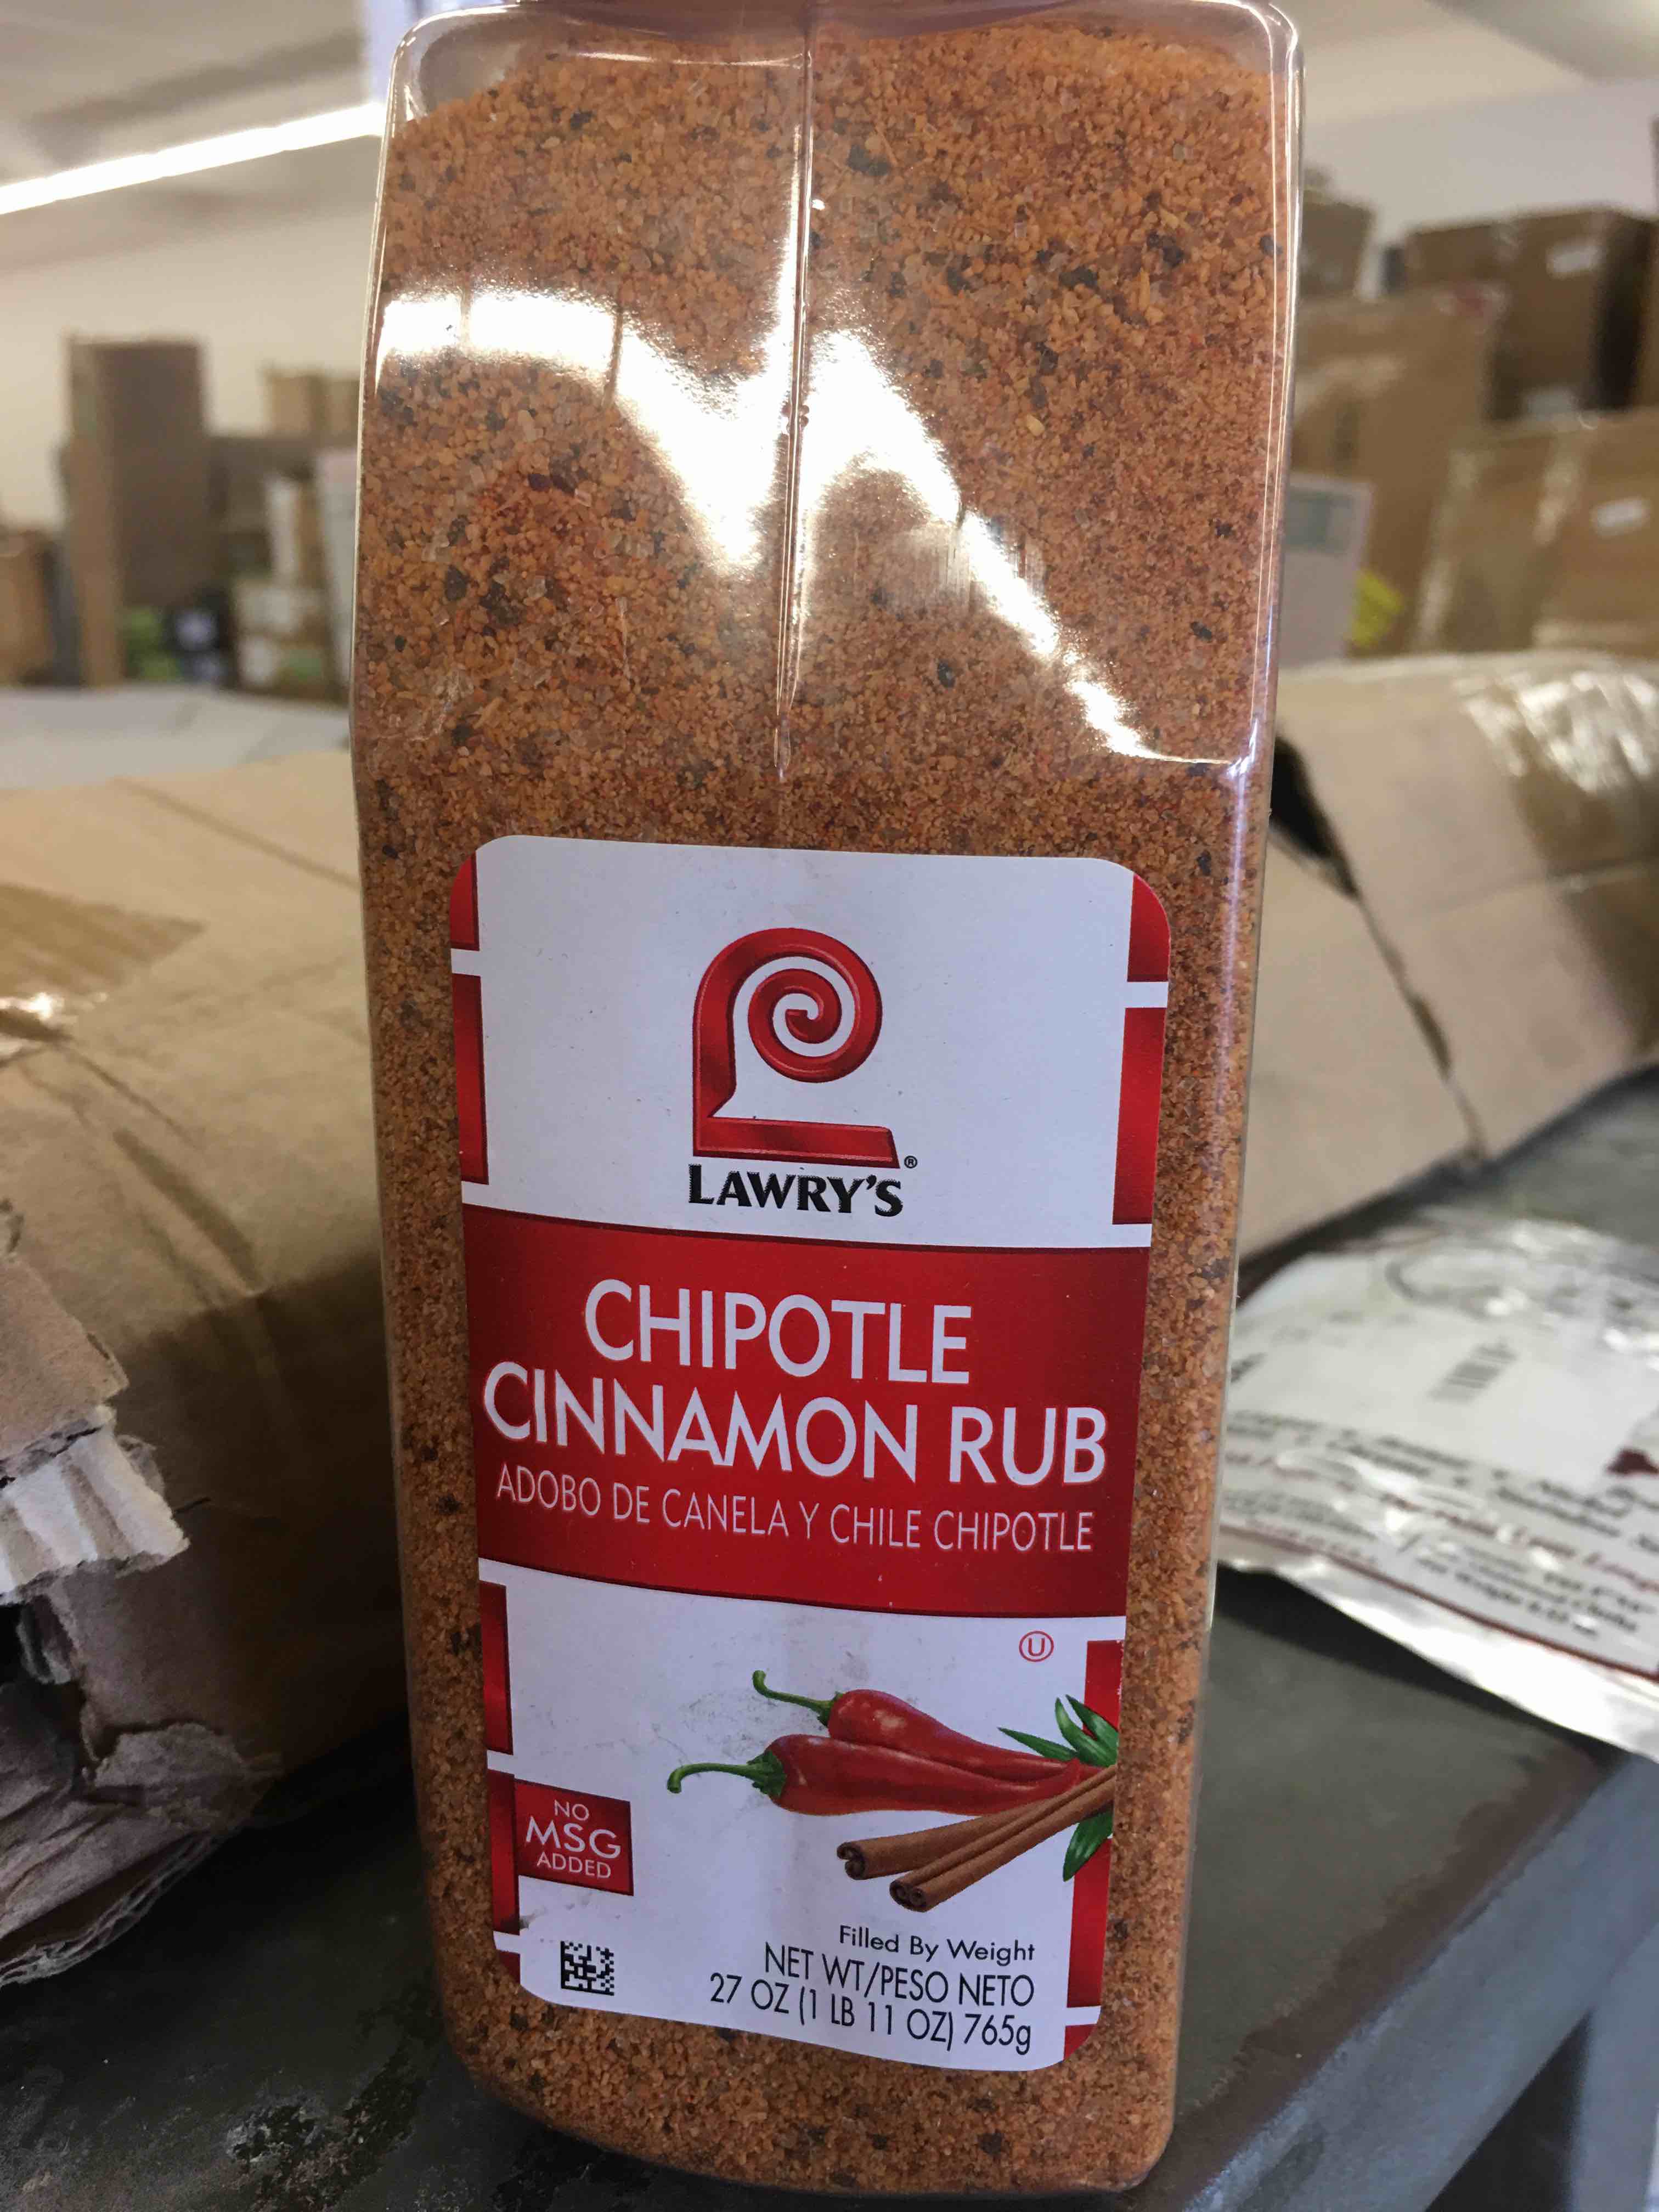 LAWRY'S®
CHIPOTLE
CINNAMON RUB
ADOBO DE CANELA Y CHILE CHIPOTLE
U
NO
MSG
ADDED
Filled By Weight
NET WT/PESO NETO
27 OZ (1 LB 11 OZ) 765g